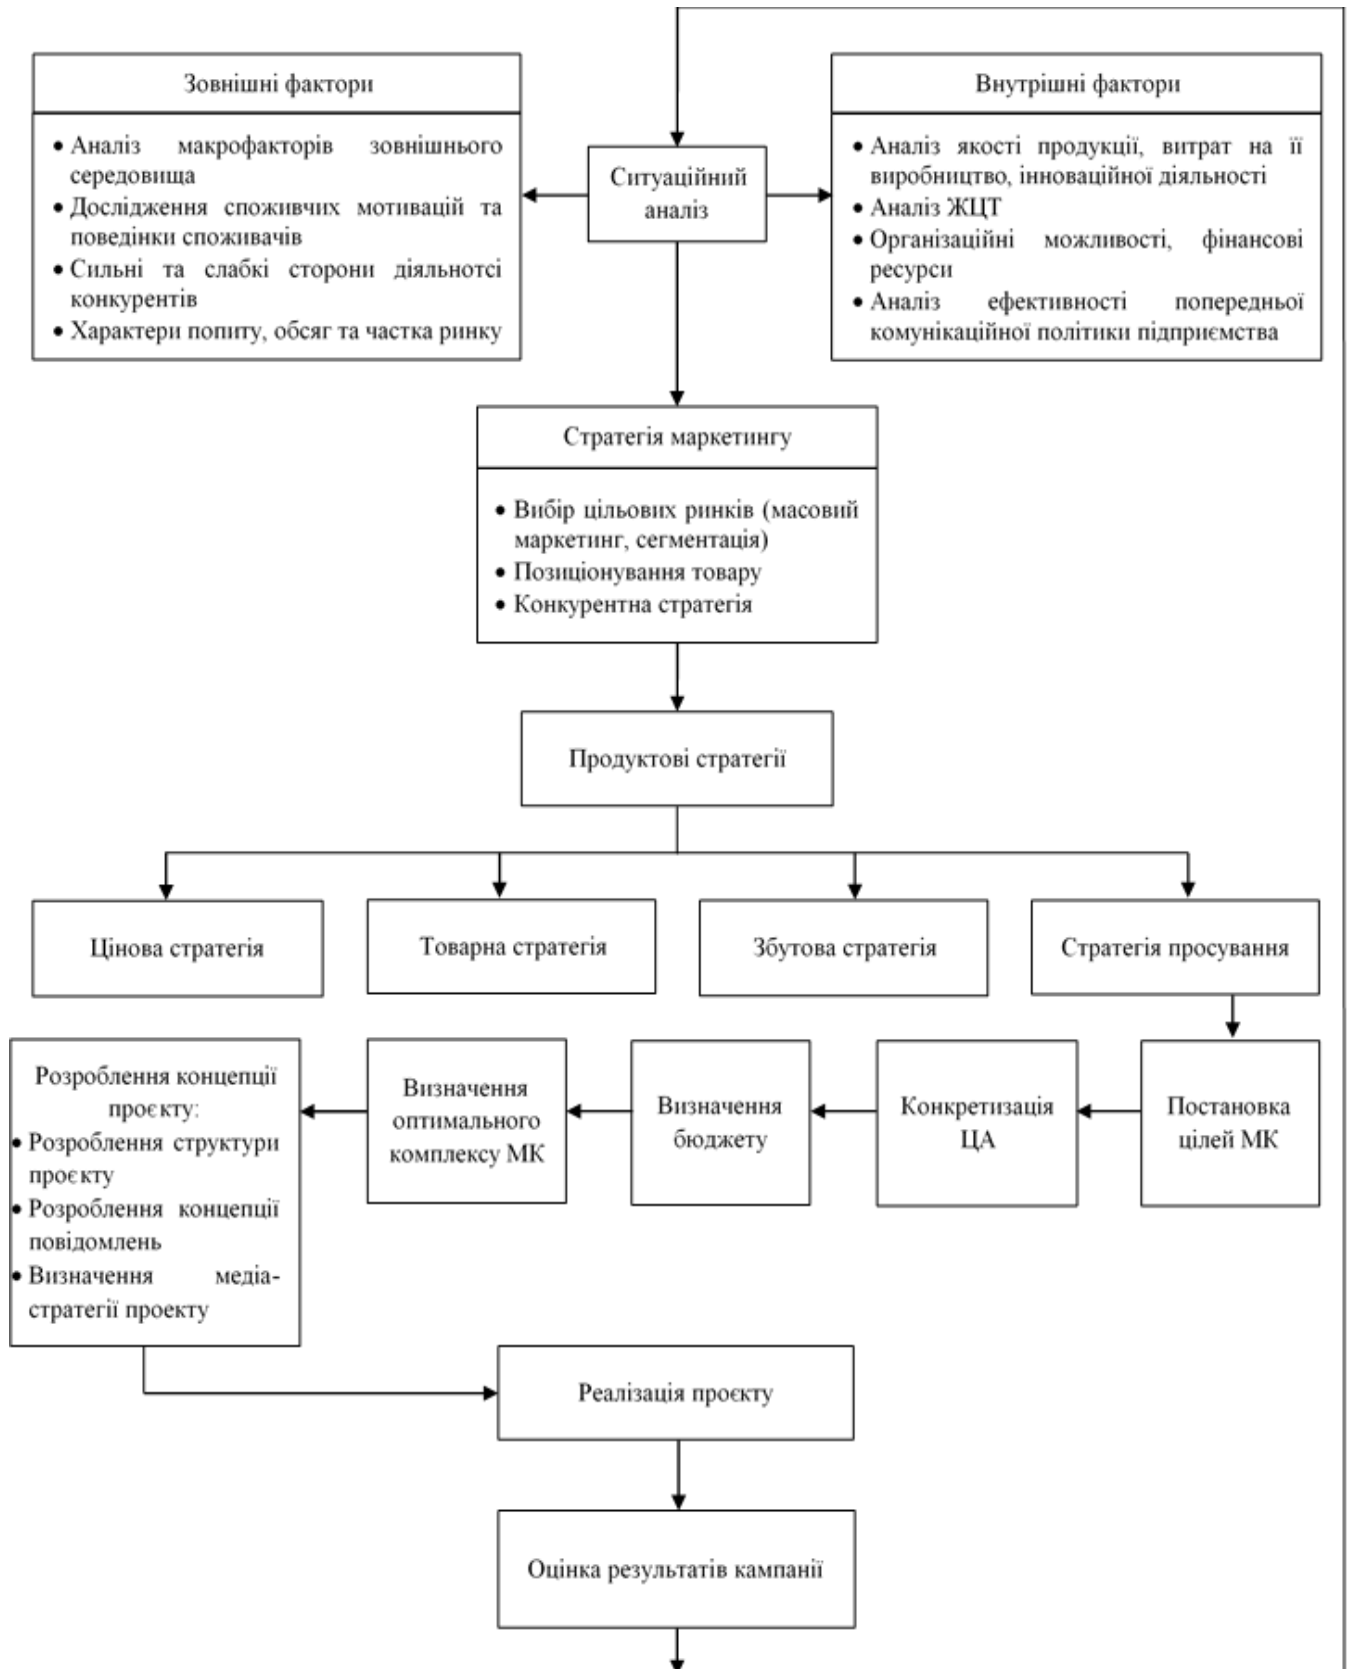 Зовнішні фактори
• Аналіз макрофакторів зовнішнього
середовища
• Дослідження споживчих мотивацій та
поведінки споживачів
• Сильні та слабкі сторони діяльнотсі
конкурентів
• Характери попиту, обсяг та частка ринку
Ситуаційний
аналіз
Внутрішні фактори
• Аналіз якості продукції, витрат на її
виробництво, інноваційної діяльності
• Аналіз ЖЦТ
• Організаційні можливості, фінансові
ресурси
• Аналіз ефективності попередньої
комунікаційної політики підприємства
Стратегія маркетингу
• Вибір цільових ринків (масовий
маркетинг, сегментація)
• Позиціонування товару
• Конкурентна стратегія
Продуктові стратегії
Цінова стратегія
Товарна стратегія
Збутова стратегія
Стратегія просування
Постановка
цілей МК
Конкретизація
ЦА
Визначення
бюджету
Визначення
оптимального
комплексу МК
Розроблення концепції
проєкту:
• Розроблення структури
проєкту
• Розроблення концепції
повідомлень
• Визначення медіа-
стратегії проекту
Реалізація проєкту
Оцінка результатів кампанії